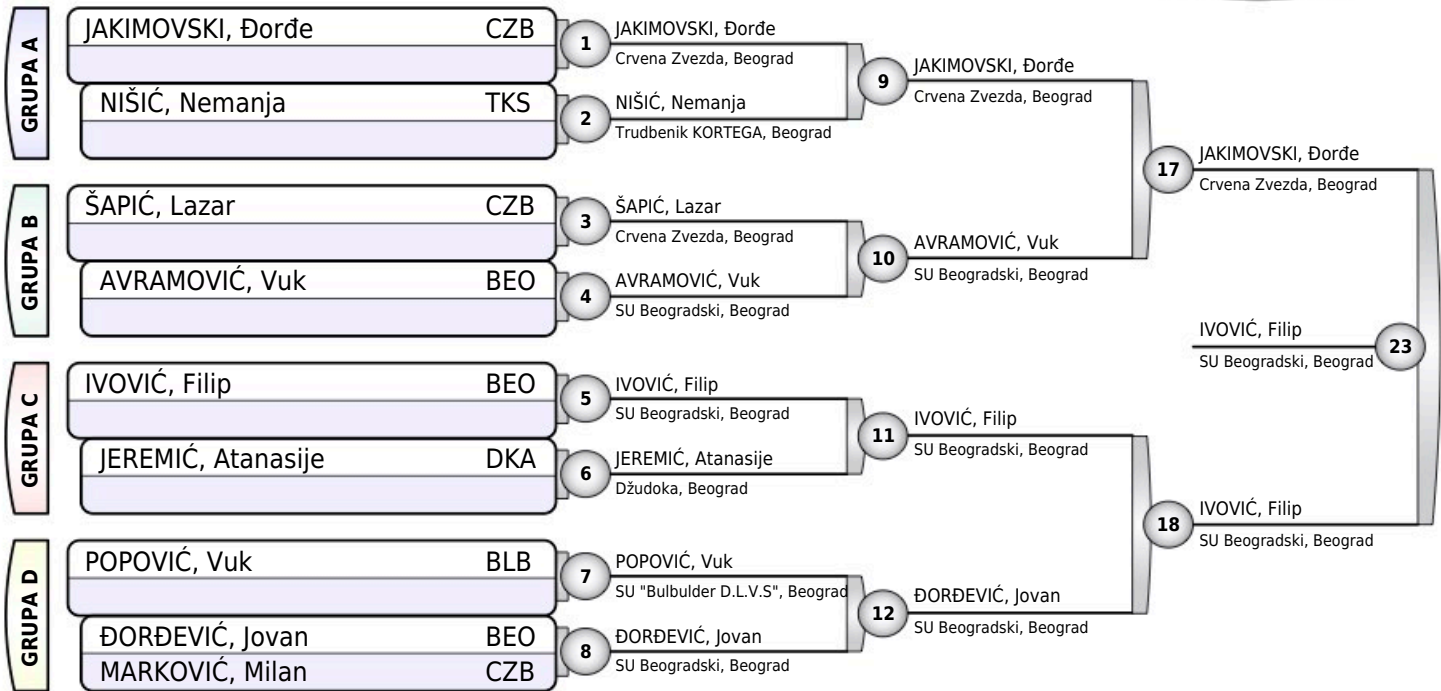 GRUPA A
JAKIMOVSKI, Đorđe CZB
NIŠIĆ, Nemanja TKS
1
JAKIMOVSKI, Đorđe
Crvena Zvezda, Beograd
2
NIŠIĆ, Nemanja
Trudbenik KORTEGA, Beograd
9
JAKIMOVSKI, Đorđe
Crvena Zvezda, Beograd
GRUPA B
ŠAPIĆ, Lazar CZB
AVRAMOVIĆ, Vuk BEO
3
ŠAPIĆ, Lazar
Crvena Zvezda, Beograd
4
AVRAMOVIĆ, Vuk
SU Beogradski, Beograd
10
AVRAMOVIĆ, Vuk
SU Beogradski, Beograd
17
JAKIMOVSKI, Đorđe
Crvena Zvezda, Beograd
GRUPA C
IVOVIĆ, Filip BEO
JEREMIĆ, Atanasije DKA
5
IVOVIĆ, Filip
SU Beogradski, Beograd
6
JEREMIĆ, Atanasije
Džudoka, Beograd
11
IVOVIĆ, Filip
SU Beogradski, Beograd
GRUPA D
POPOVIĆ, Vuk BLB
ĐORĐEVIĆ, Jovan BEO
MARKOVIĆ, Milan CZB
7
POPOVIĆ, Vuk
SU "Bulbulder D.L.V.S", Beograd
8
ĐORĐEVIĆ, Jovan
SU Beogradski, Beograd
12
ĐORĐEVIĆ, Jovan
SU Beogradski, Beograd
18
IVOVIĆ, Filip
SU Beogradski, Beograd
IVOVIĆ, Filip
SU Beogradski, Beograd
23